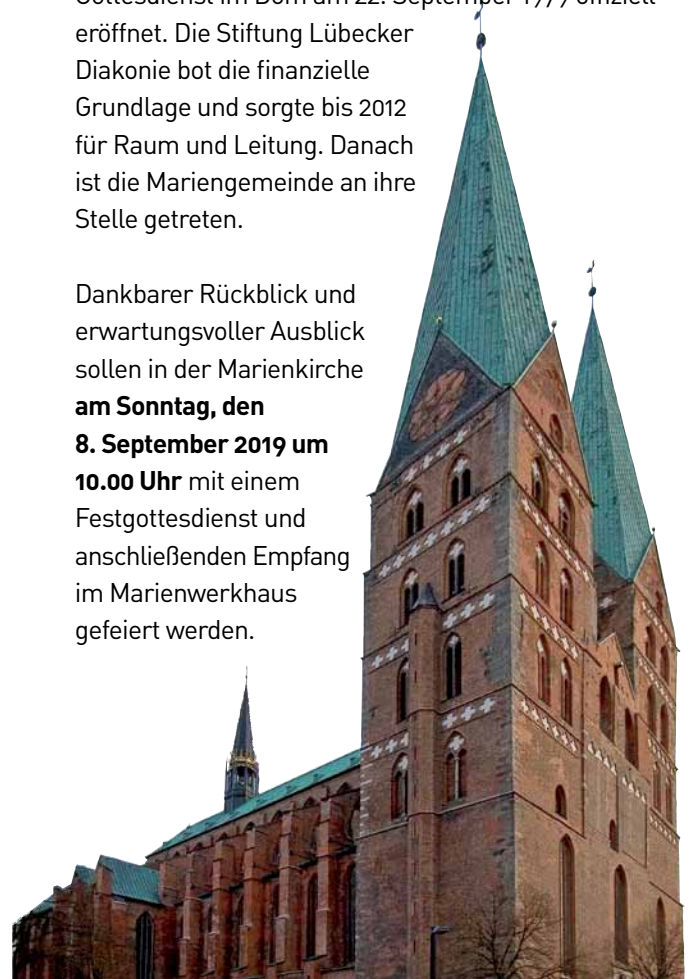 Gottesdienst im Dom am 22. September 1999 offiziell
eröffnet. Die Stiftung Lübecker
Diakonie bot die finanzielle
Grundlage und sorgte bis 2012
für Raum und Leitung. Danach
ist die Mariengemeinde an ihre
Stelle getreten.
Dankbarer Rückblick und
erwartungsvoller Ausblick
sollen in der Marienkirche
am Sonntag, den
8. September 2019 um
10.00 Uhr mit einem
Festgottesdienst und
anschließenden Empfang
im Marienwerkhaus
gefeiert werden.